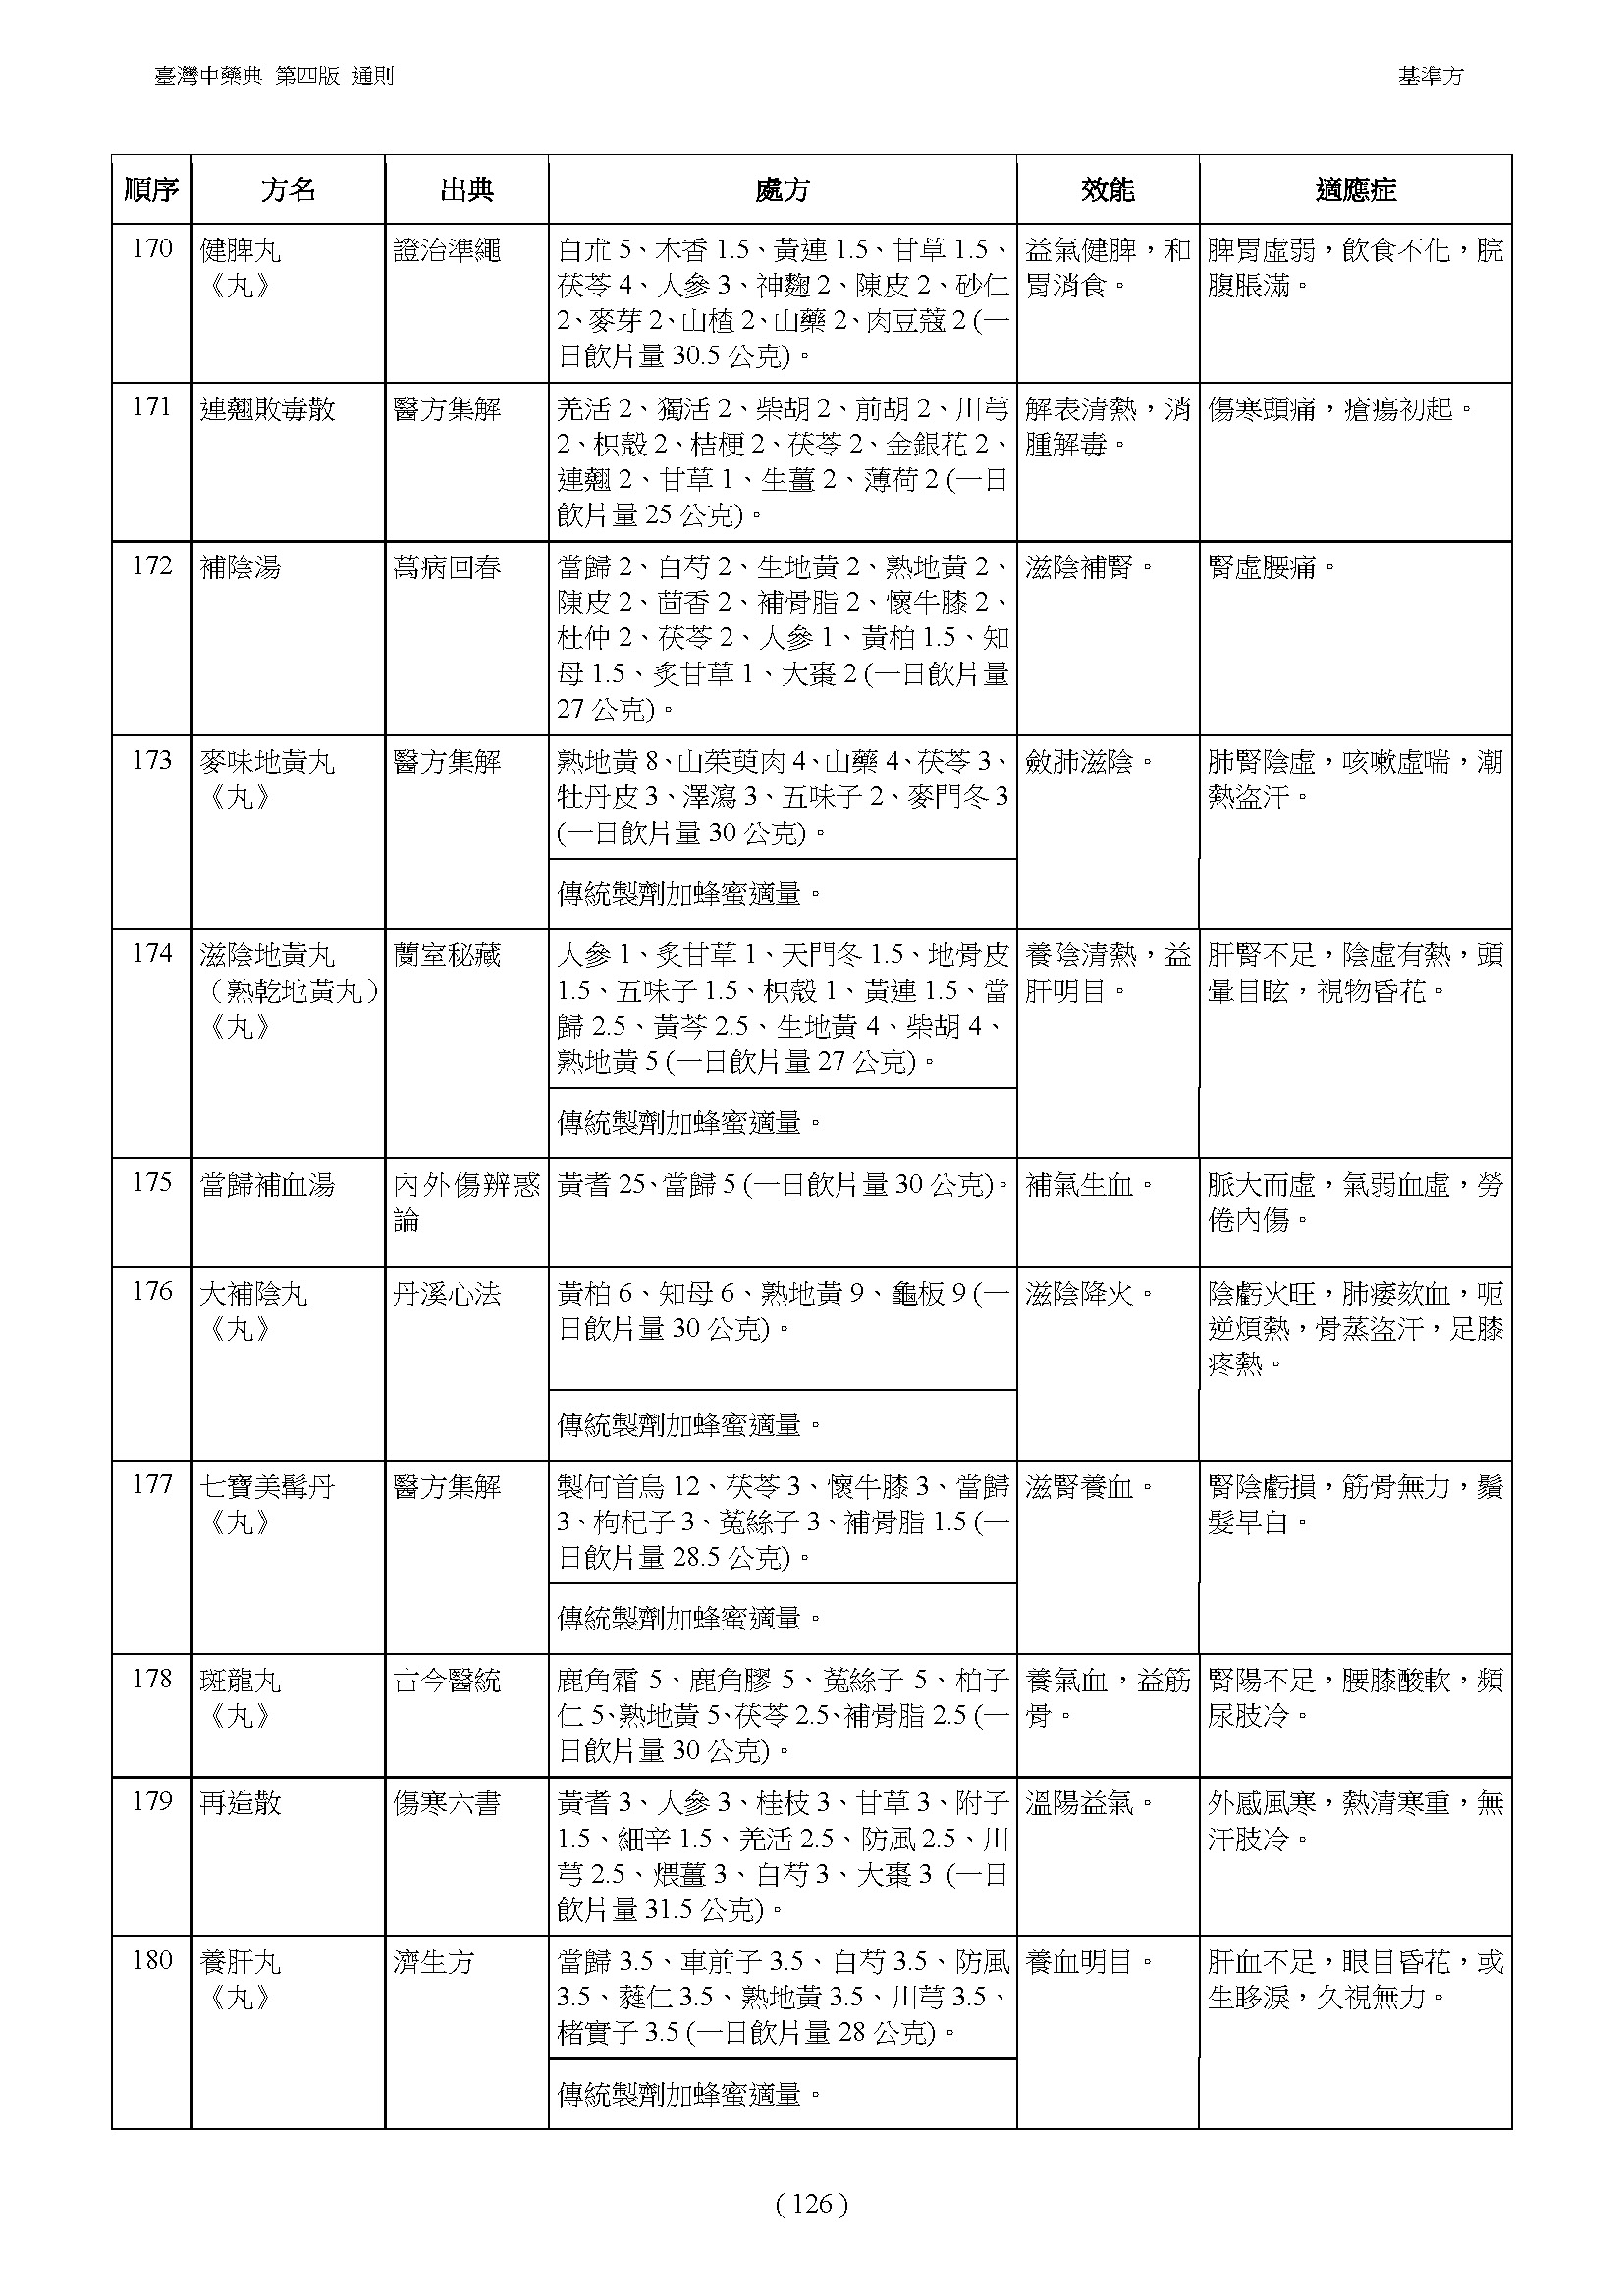 臺灣中藥典 第四版 通則
基準方
順序 方名 出典 處方 效能 適應症
170
健脾丸
《丸》
證治準繩
白朮 5、木香 1.5、黃連 1.5、甘草 1.5、
茯苓 4、人參 3、神麴 2、陳皮 2、砂仁
2、麥芽 2、山楂 2、山藥 2、肉豆蔻 2 (一
日飲片量 30.5 公克)。
益氣健脾，和
胃消食。
脾胃虛弱，飲食不化，脘
腹脹滿。
171
連翹敗毒散
醫方集解
羌活 2、獨活 2、柴胡 2、前胡 2、川芎
2、枳殼 2、桔梗 2、茯苓 2、金銀花 2、
連翹 2、甘草 1、生薑 2、薄荷 2 (一日
飲片量 25 公克)。
解表清熱，消
腫解毒。
傷寒頭痛，瘡瘍初起。
172
補陰湯
萬病回春
當歸 2、白芍 2、生地黃 2、熟地黃 2、
陳皮 2、茴香 2、補骨脂 2、懷牛膝 2、
杜仲 2、茯苓 2、人參 1、黃柏 1.5、知
母 1.5、炙甘草 1、大棗 2 (一日飲片量
27 公克)。
滋陰補腎。
腎虛腰痛。
173
麥味地黃丸
《丸》
醫方集解
熟地黃 8、山茱萸肉 4、山藥 4、茯苓 3、
牡丹皮 3、澤瀉 3、五味子 2、麥門冬 3
(一日飲片量 30 公克)。
傳統製劑加蜂蜜適量。
斂肺滋陰。
肺腎陰虛，咳嗽虛喘，潮
熱盜汗。
174
滋陰地黃丸
（熟乾地黃丸）
《丸》
蘭室秘藏
人參 1、炙甘草 1、天門冬 1.5、地骨皮
1.5、五味子 1.5、枳殼 1、黃連 1.5、當
歸 2.5、黃芩 2.5、生地黃 4、柴胡 4、
熟地黃 5 (一日飲片量 27 公克)。
傳統製劑加蜂蜜適量。
養陰清熱，益
肝明目。
肝腎不足，陰虛有熱，頭
暈目眩，視物昏花。
175
當歸補血湯
內外傷辨惑
論
黃耆 25、當歸 5 (一日飲片量 30 公克)。
補氣生血。
脈大而虛，氣弱血虛，勞
倦內傷。
176
大補陰丸
《丸》
丹溪心法
黃柏 6、知母 6、熟地黃 9、龜板 9 (一
日飲片量 30 公克)。
傳統製劑加蜂蜜適量。
滋陰降火。
陰虧火旺，肺痿欬血，呃
逆煩熱，骨蒸盜汗，足膝
疼熱。
177
七寶美髯丹
《丸》
醫方集解
製何首烏 12、茯苓 3、懷牛膝 3、當歸
3、枸杞子 3、菟絲子 3、補骨脂 1.5 (一
日飲片量 28.5 公克)。
傳統製劑加蜂蜜適量。
滋腎養血。
腎陰虧損，筋骨無力，鬚
髮早白。
178
斑龍丸
《丸》
古今醫統
鹿角霜 5、鹿角膠 5、菟絲子 5、柏子
仁 5、熟地黃 5、茯苓 2.5、補骨脂 2.5 (一
日飲片量 30 公克)。
養氣血，益筋
骨。
腎陽不足，腰膝酸軟，頻
尿肢冷。
179
再造散
傷寒六書
黃耆 3、人參 3、桂枝 3、甘草 3、附子
1.5、細辛 1.5、羌活 2.5、防風 2.5、川
芎 2.5、煨薑 3、白芍 3、大棗 3 (一日
飲片量 31.5 公克)。
溫陽益氣。
外感風寒，熱清寒重，無
汗肢冷。
180
養肝丸
《丸》
濟生方
當歸 3.5、車前子 3.5、白芍 3.5、防風
3.5、蕤仁 3.5、熟地黃 3.5、川芎 3.5、
楮實子 3.5 (一日飲片量 28 公克)。
傳統製劑加蜂蜜適量。
養血明目。
肝血不足，眼目昏花，或
生眵淚，久視無力。
( 126 )